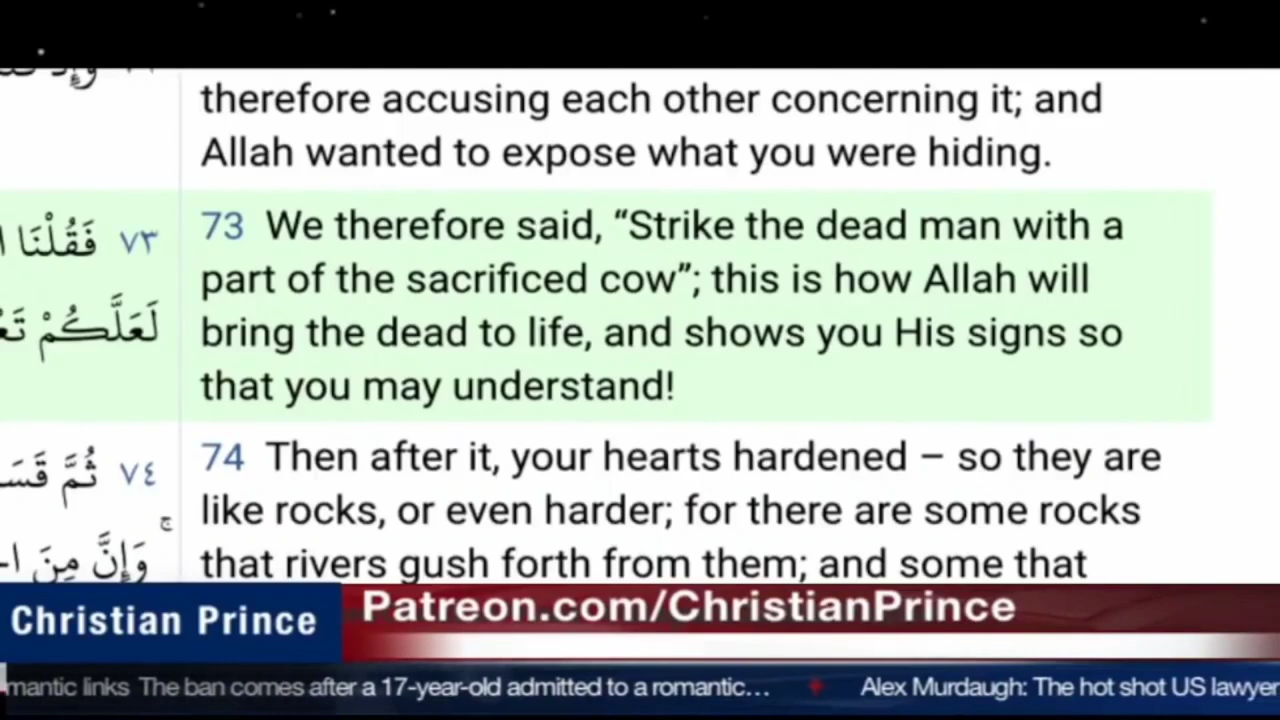 therefore accusing each other concerning it; and
Allah wanted to expose what you were hiding.
فَقُلْنَا ٧٣
73 We therefore said, “Strike the dead man with a
part of the sacrificed cow”; this is how Allah will
لَعَلَّكُمْ
bring the dead to life, and shows you His signs so
that you may understand!
ثُمَّ ٧٤
74 Then after it, your hearts hardened – so they are
like rocks, or even harder; for there are some rocks
وَإِنَّ مِنَ
that rivers gush forth from them; and some that
Christian Prince
Patreon.com/ChristianPrince
mantic links The ban comes after a 17-year-old admitted to a romantic... Alex Murdaugh: The hot shot US lawyer